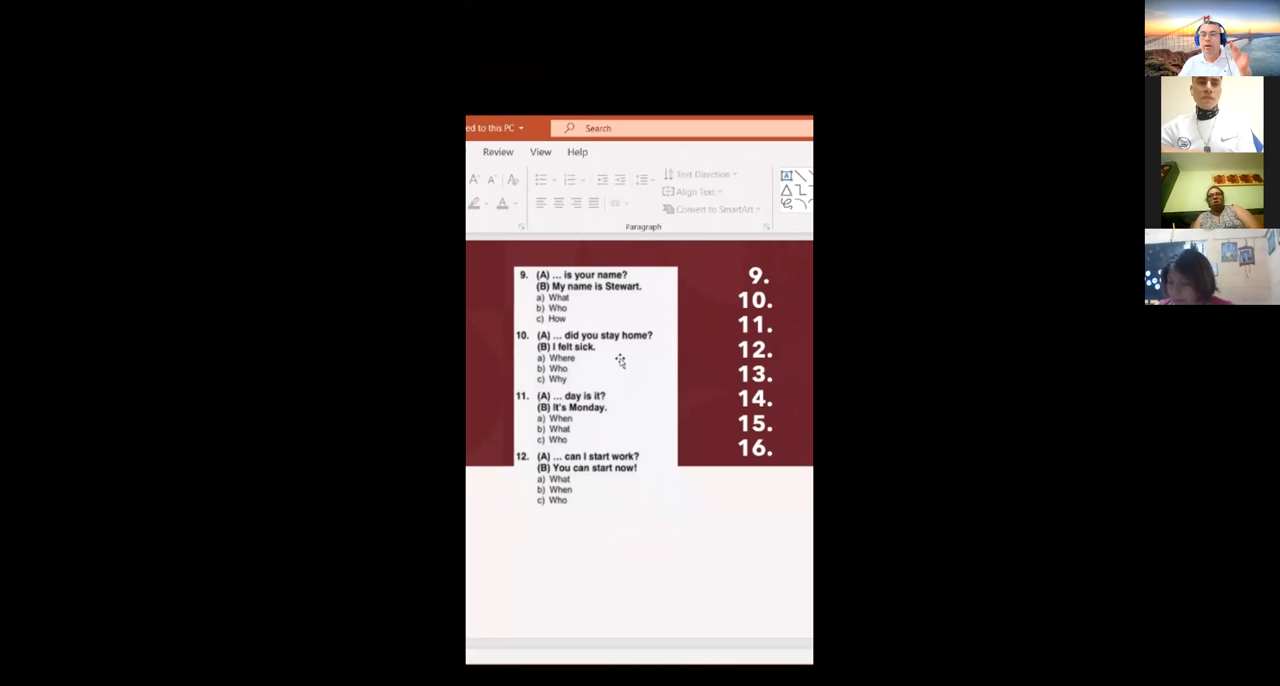 ed to this PC
Search
Review View Help
Text Direction
Align Text
Convert to SmartArt
Paragraph
9. (A) ... is your name?
(B) My name is Stewart.
a) What
b) Who
c) How
10. (A) ... did you stay home?
(B) I felt sick.
a) Where
b) Who
c) Why
11. (A) ... day is it?
(B) It's Monday.
a) When
b) What
c) Who
12. (A) ... can I start work?
(B) You can start now!
a) What
b) When
c) Who
9.
10.
11.
12.
13.
14.
15.
16.